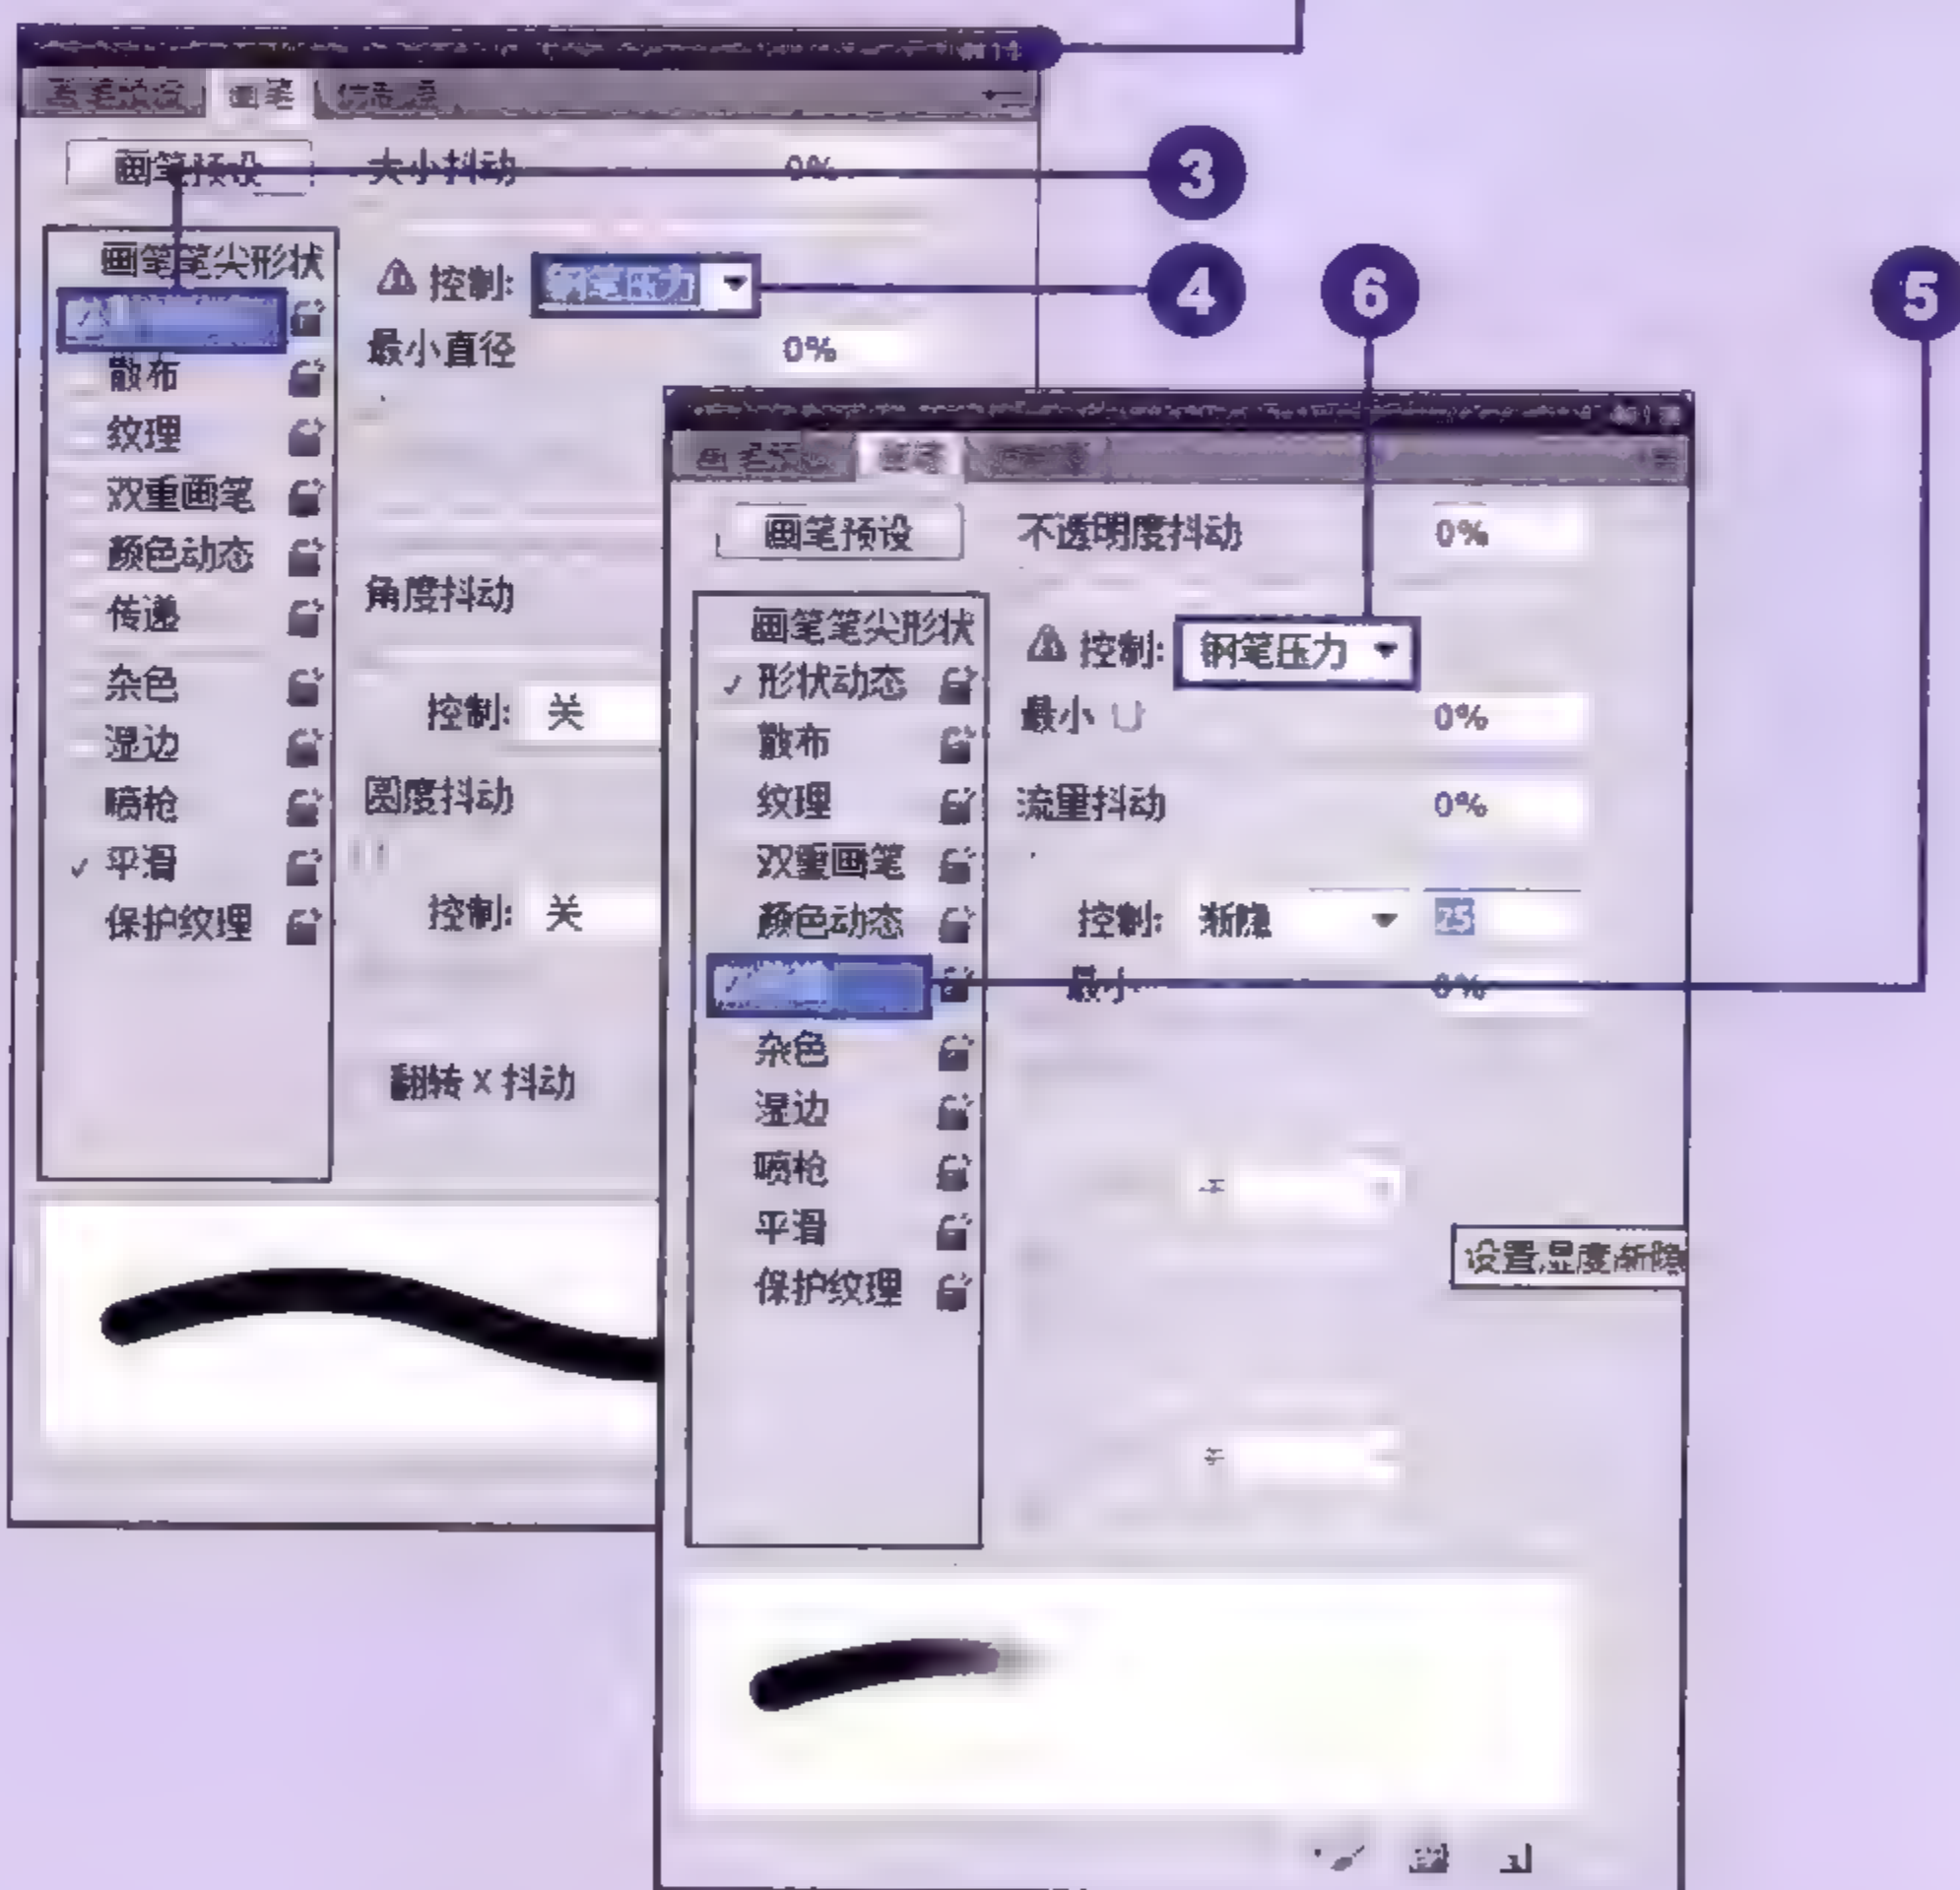 画笔
画笔预设 大小抖动 0%
3
画笔笔尖形状
控制: 钢笔压力
4
6
5
最小直径 0%
散布
纹理
双重画笔
颜色动态
传递
杂色
湿边
喷枪
平滑
保护纹理
角度抖动
控制: 关
圆度抖动
控制: 关
翻转 X 抖动
画笔预设 不透明度抖动 0%
画笔笔尖形状
控制: 钢笔压力
形状动态
最小 0%
散布
纹理
流量抖动 0%
双重画笔
颜色动态
控制: 渐隐 25
最小 0%
杂色
湿边
喷枪
平滑
保护纹理
设置
渐隐